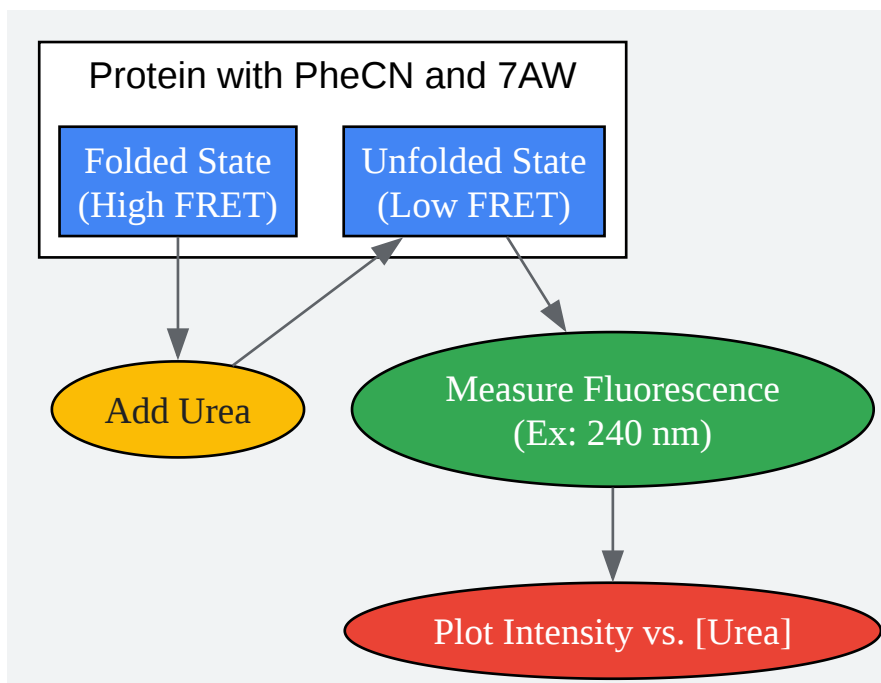 Protein with PheCN and 7AW
Folded State
(High FRET)
Unfolded State
(Low FRET)
Add Urea
Measure Fluorescence
(Ex: 240 nm)
Plot Intensity vs. [Urea]